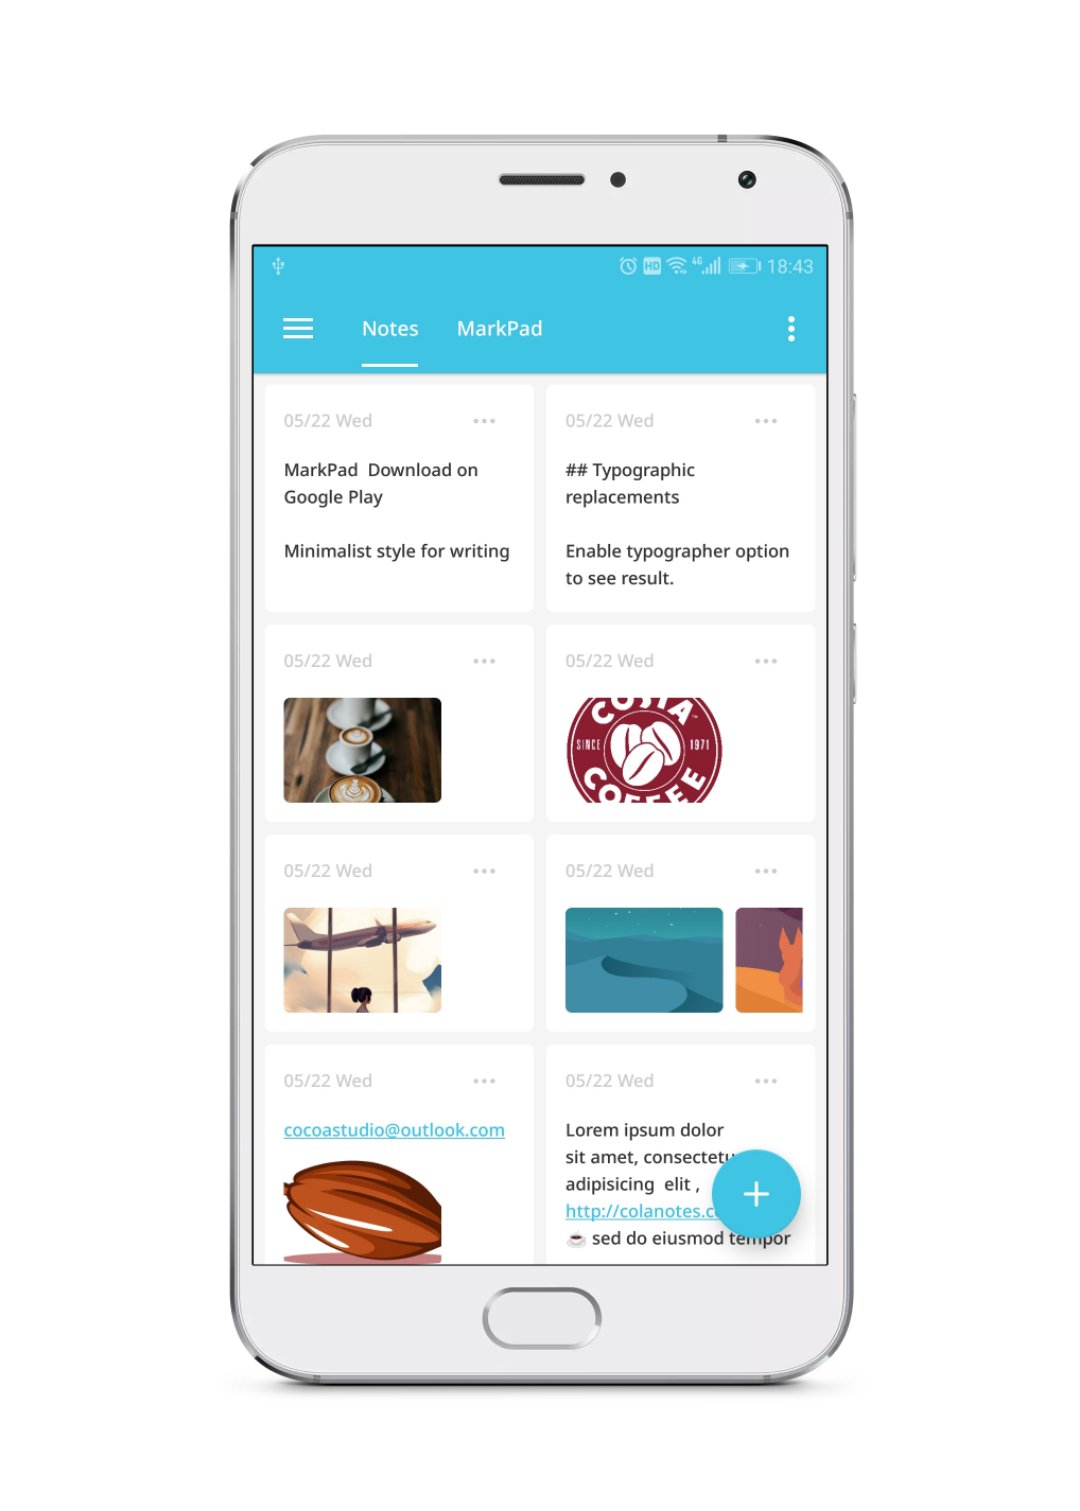 HD 4G 18:43
Notes MarkPad
05/22 Wed
MarkPad Download on
Google Play
Minimalist style for writing
05/22 Wed
## Typographic
replacements
Enable typographer option
to see result.
05/22 Wed
05/22 Wed
SINCE 1971
COFFEE
05/22 Wed
05/22 Wed
05/22 Wed
cocoastudio@outlook.com
05/22 Wed
Lorem ipsum dolor
sit amet, consectetu
adipisicing elit ,
http://colanotes.c
☕ sed do eiusmod tempor